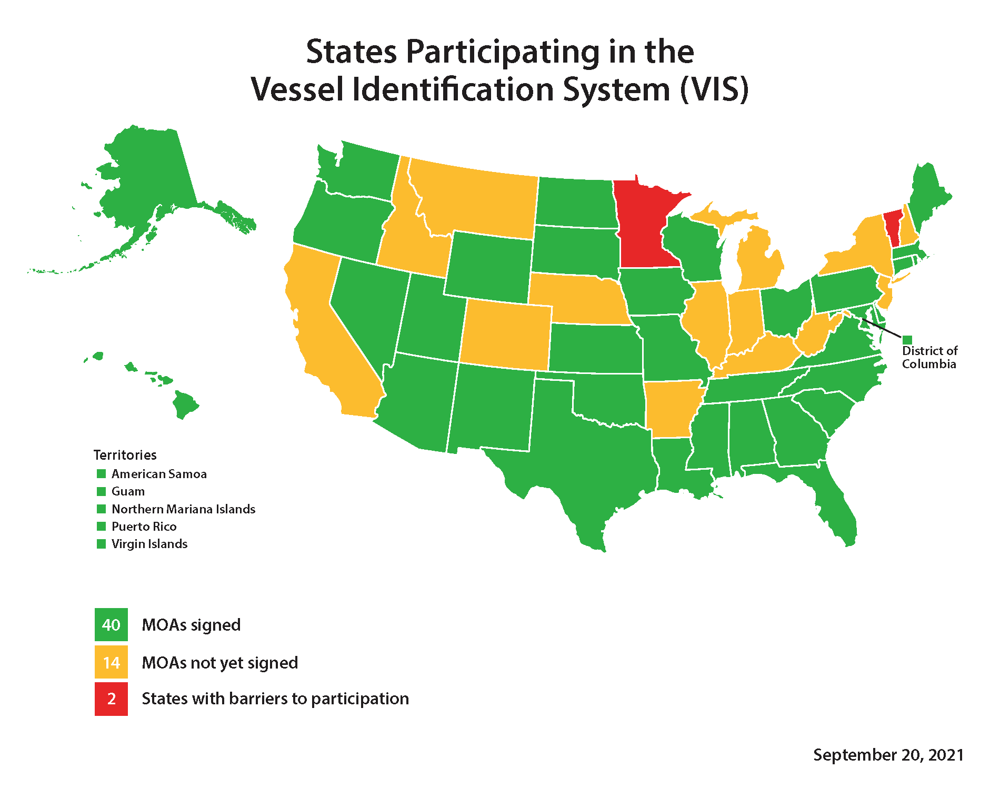 States Participating in the
Vessel Identification System (VIS)
District of
Columbia
Territories
American Samoa
Guam
Northern Mariana Islands
Puerto Rico
Virgin Islands
40 MOAs signed
14 MOAs not yet signed
2 States with barriers to participation
September 20, 2021